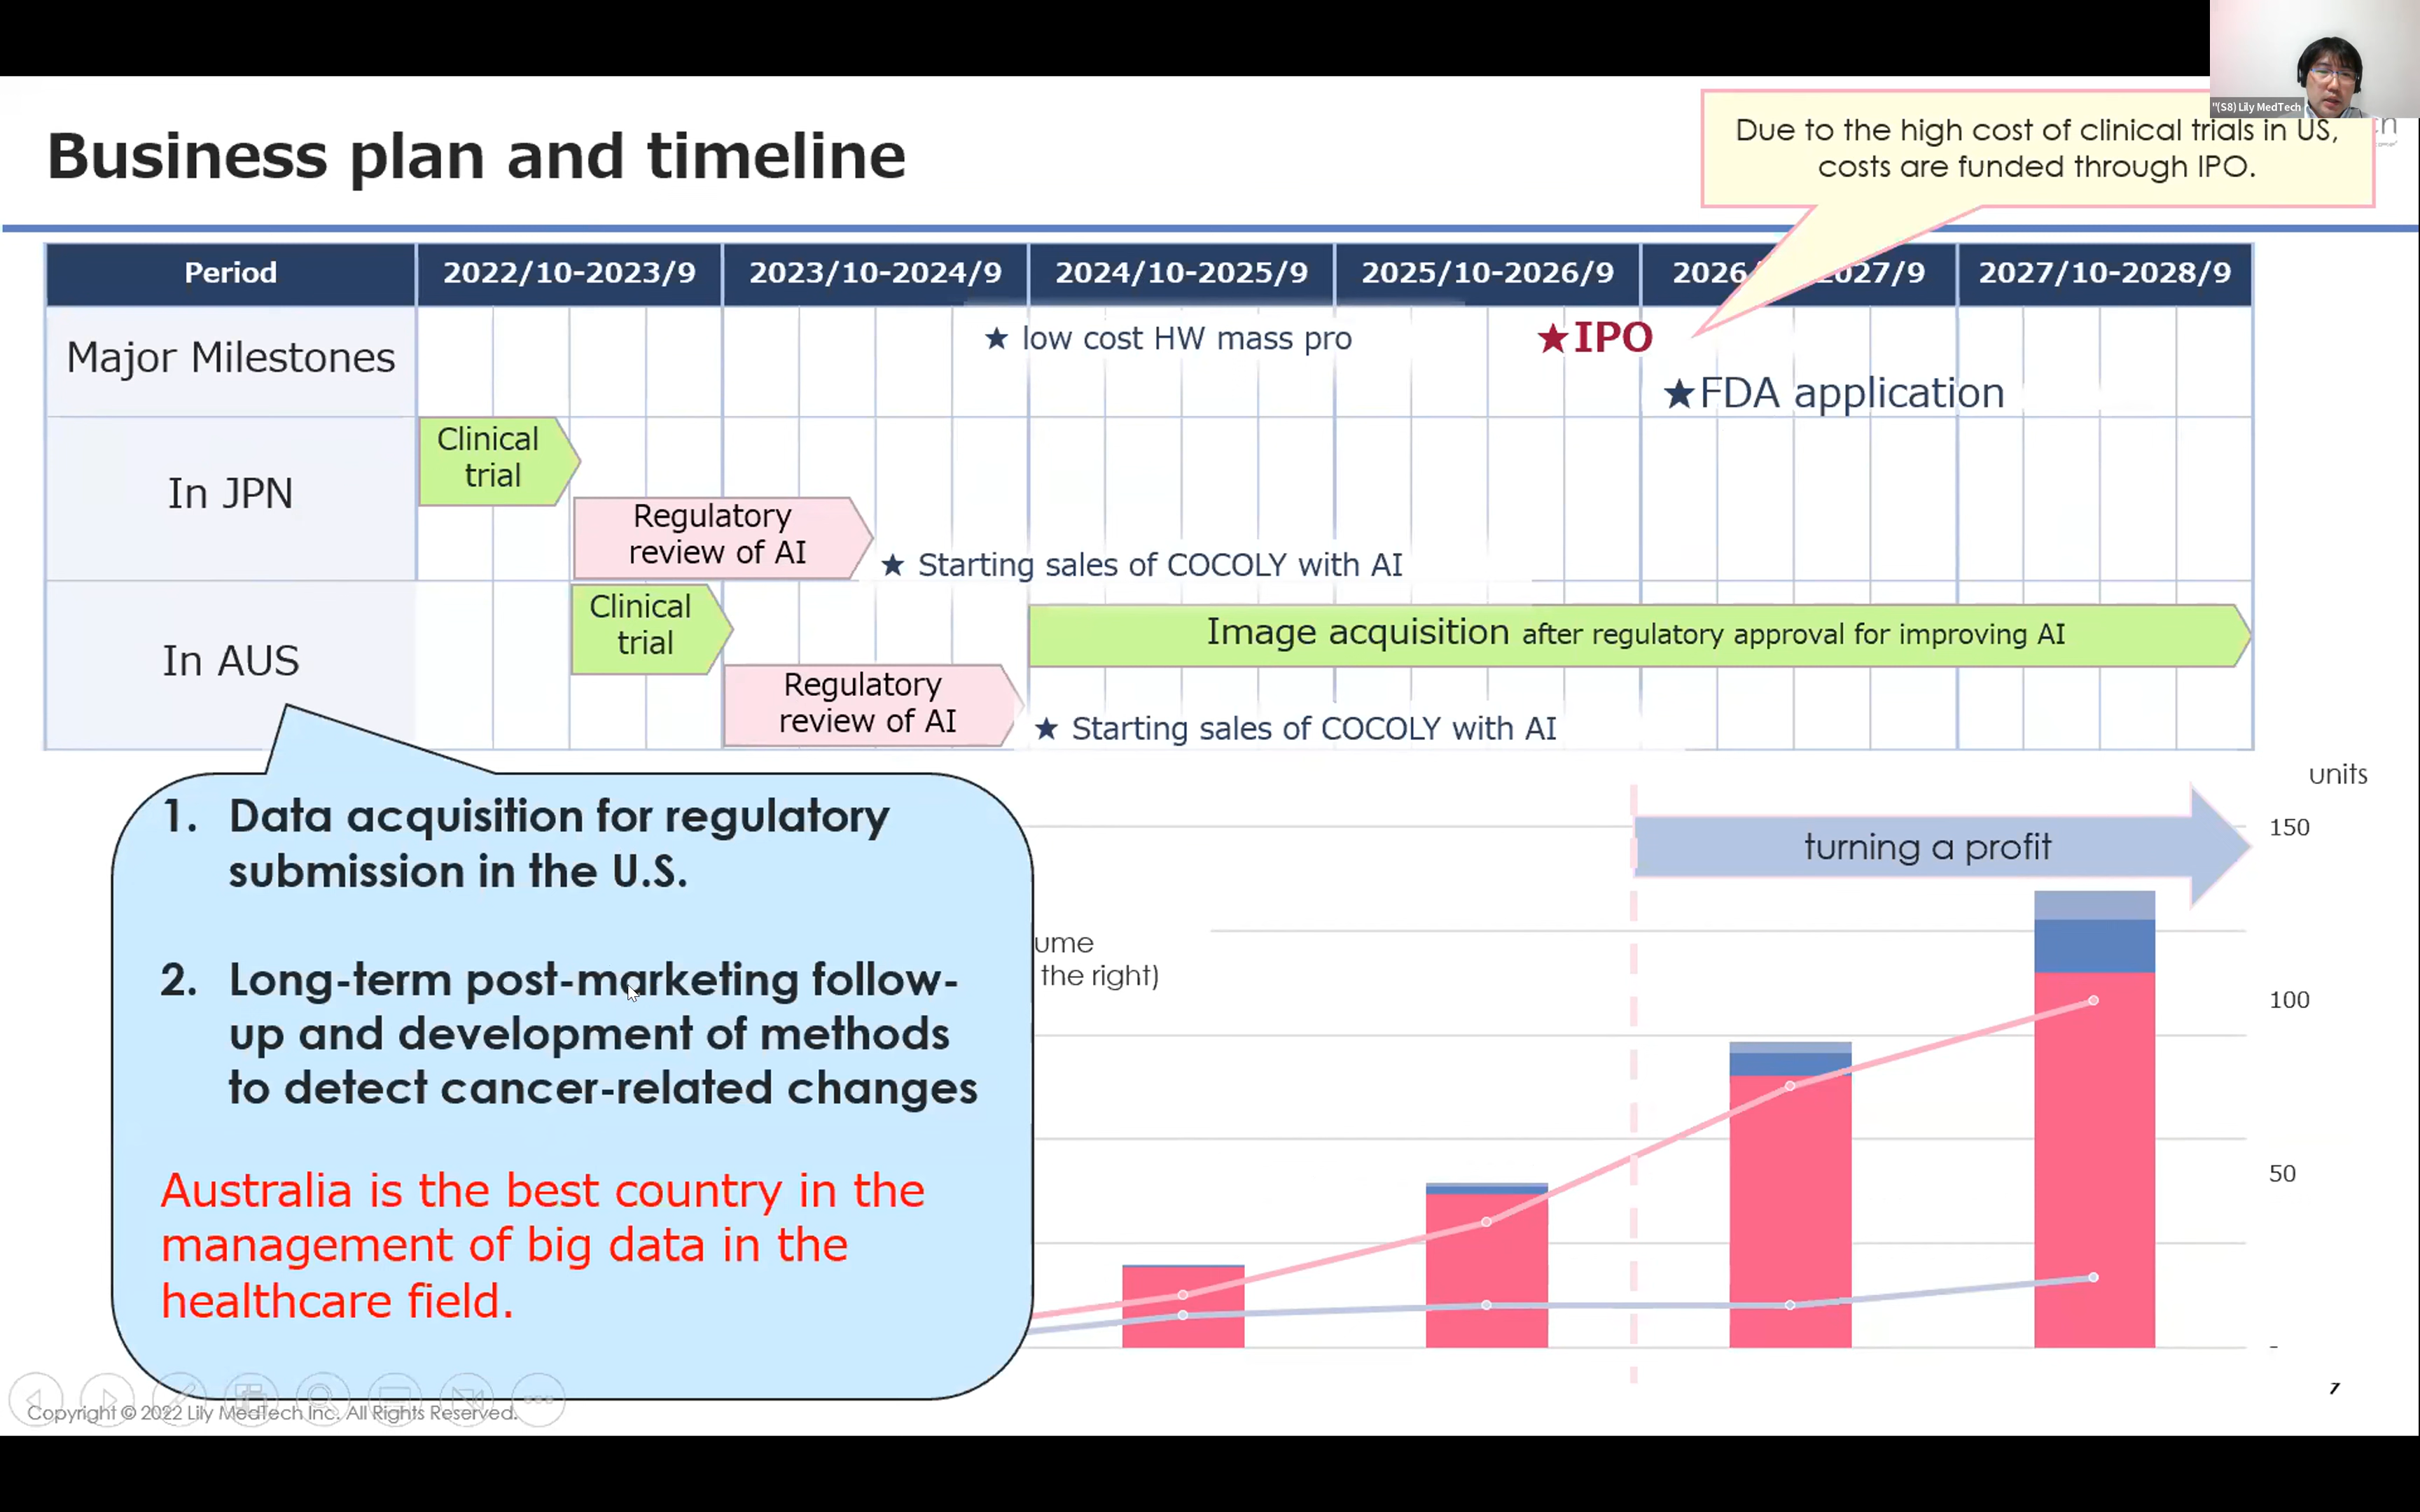 "(S8) Lily MedTech
Business plan and timeline
Due to the high cost of clinical trials in US,
costs are funded through IPO.
Period
2022/10-2023/9
2023/10-2024/9
2024/10-2025/9
2025/10-2026/9
2026
027/9
2027/10-2028/9
Major Milestones
★ low cost HW mass pro
★IPO
★FDA application
In JPN
Clinical
trial
Regulatory
review of AI
★ Starting sales of COCOLY with AI
In AUS
Clinical
trial
Image acquisition after regulatory approval for improving AI
Regulatory
review of AI
★ Starting sales of COCOLY with AI
1. Data acquisition for regulatory
submission in the U.S.
2. Long-term post-marketing follow-
up and development of methods
to detect cancer-related changes
Australia is the best country in the
management of big data in the
healthcare field.
ume
the right)
units
turning a profit
150
100
50
-
7
Copyright © 2022 Lily MedTech Inc. All Rights Reserved.